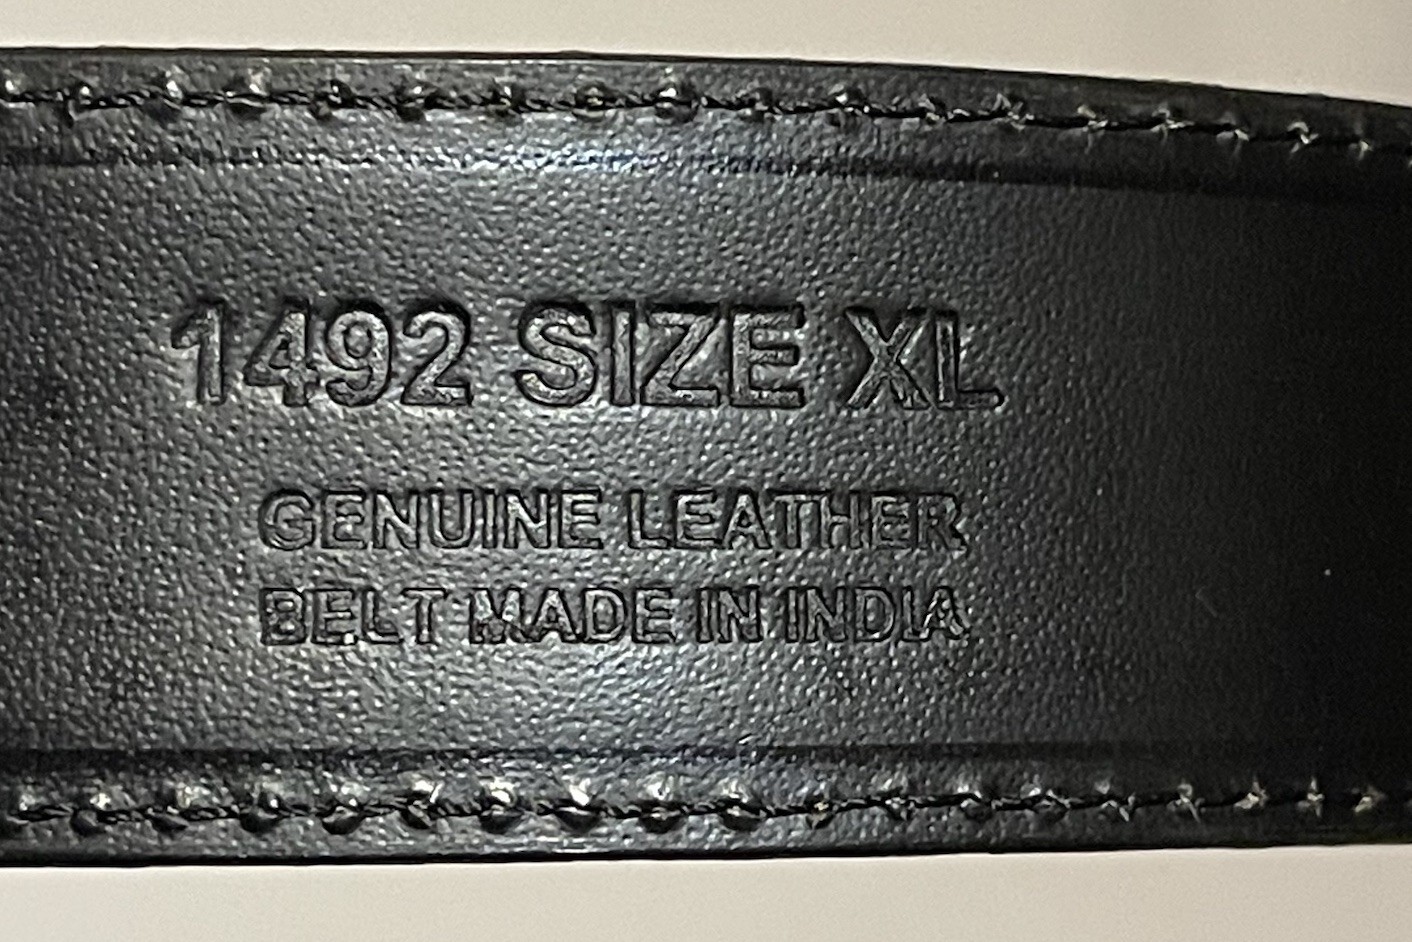 1492 SIZE XL
GENUINE LEATHER
BELT MADE IN INDIA